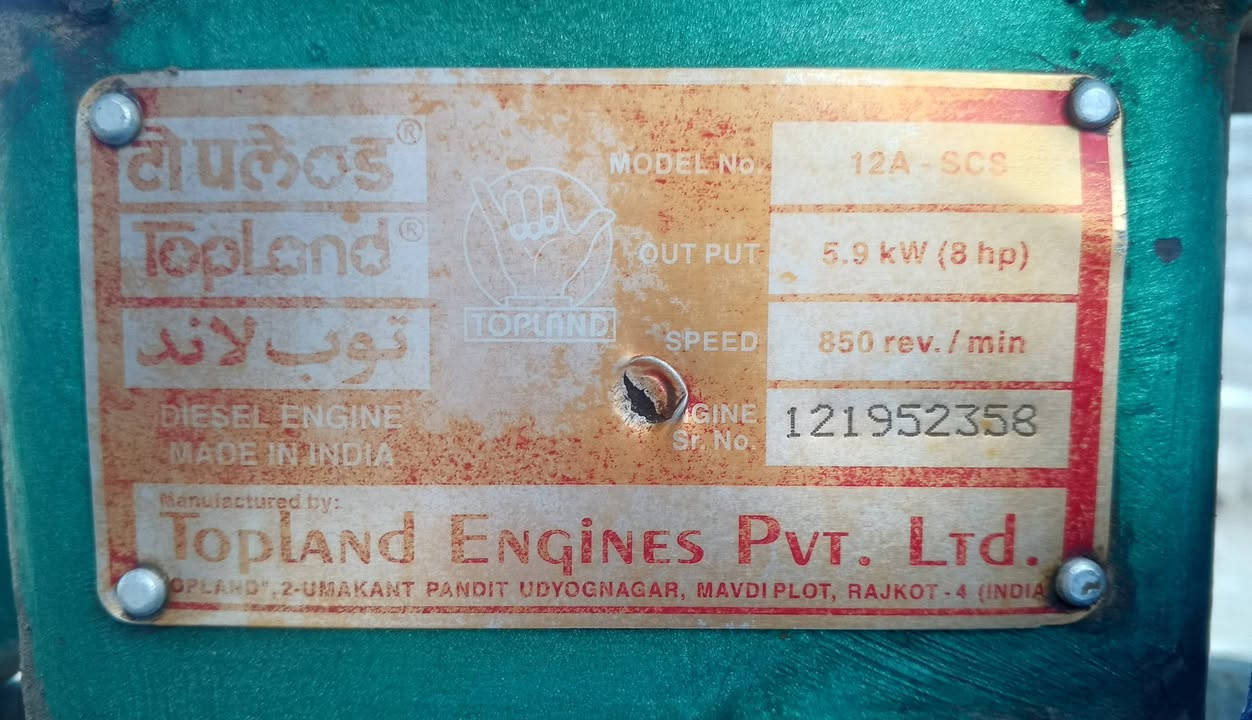 टोपलेन्ड ®
TopLand ®
توب لاند
DIESEL ENGINE
MADE IN INDIA
TOPLAND
MODEL No. 12A - SCS
OUT PUT 5.9 kW (8 hp)
SPEED 850 rev. / min
GINE
Sr. No. 121952358
Manufactured by:
TopLAnd EnginES PVT. LTd.
OPLAND", 2-UMAKANT PANDIT UDYOGNAGAR, MAVDI PLOT, RAJKOT - 4 (INDIA